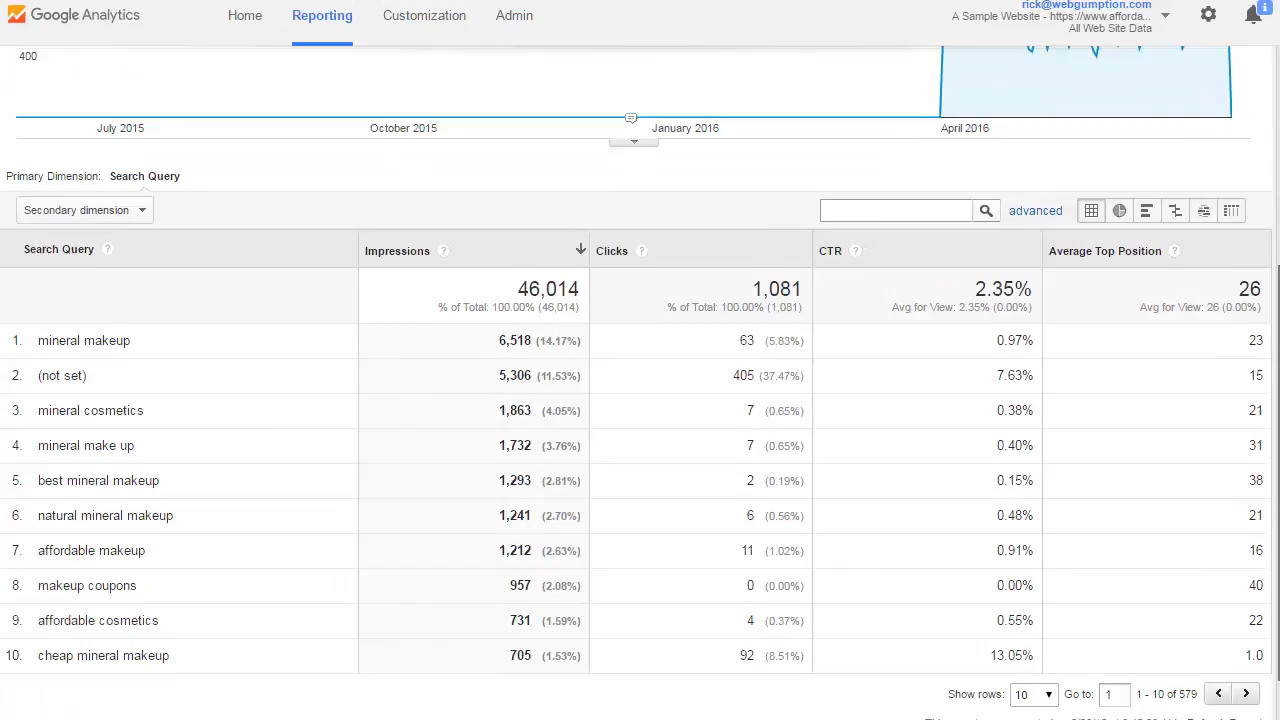 Google Analytics
Home Reporting Customization Admin
rick@webgumption.com
A Sample Website - https://www.afforda...
All Web Site Data
400
July 2015 October 2015 January 2016 April 2016
Primary Dimension: Search Query
Secondary dimension advanced
Search Query ? Impressions ? Clicks ? CTR ? Average Top Position ?
46,014 1,081 2.35% 26
% of Total: 100.00% (46,014) % of Total: 100.00% (1,081) Avg for View: 2.35% (0.00%) Avg for View: 26 (0.00%)
1. mineral makeup 6,518 (14.17%) 63 (5.83%) 0.97% 23
2. (not set) 5,306 (11.53%) 405 (37.47%) 7.63% 15
3. mineral cosmetics 1,863 (4.05%) 7 (0.65%) 0.38% 21
4. mineral make up 1,732 (3.76%) 7 (0.65%) 0.40% 31
5. best mineral makeup 1,293 (2.81%) 2 (0.19%) 0.15% 38
6. natural mineral makeup 1,241 (2.70%) 6 (0.56%) 0.48% 21
7. affordable makeup 1,212 (2.63%) 11 (1.02%) 0.91% 16
8. makeup coupons 957 (2.08%) 0 (0.00%) 0.00% 40
9. affordable cosmetics 731 (1.59%) 4 (0.37%) 0.55% 22
10. cheap mineral makeup 705 (1.53%) 92 (8.51%) 13.05% 1.0
Show rows: 10 Go to: 1 1 - 10 of 579